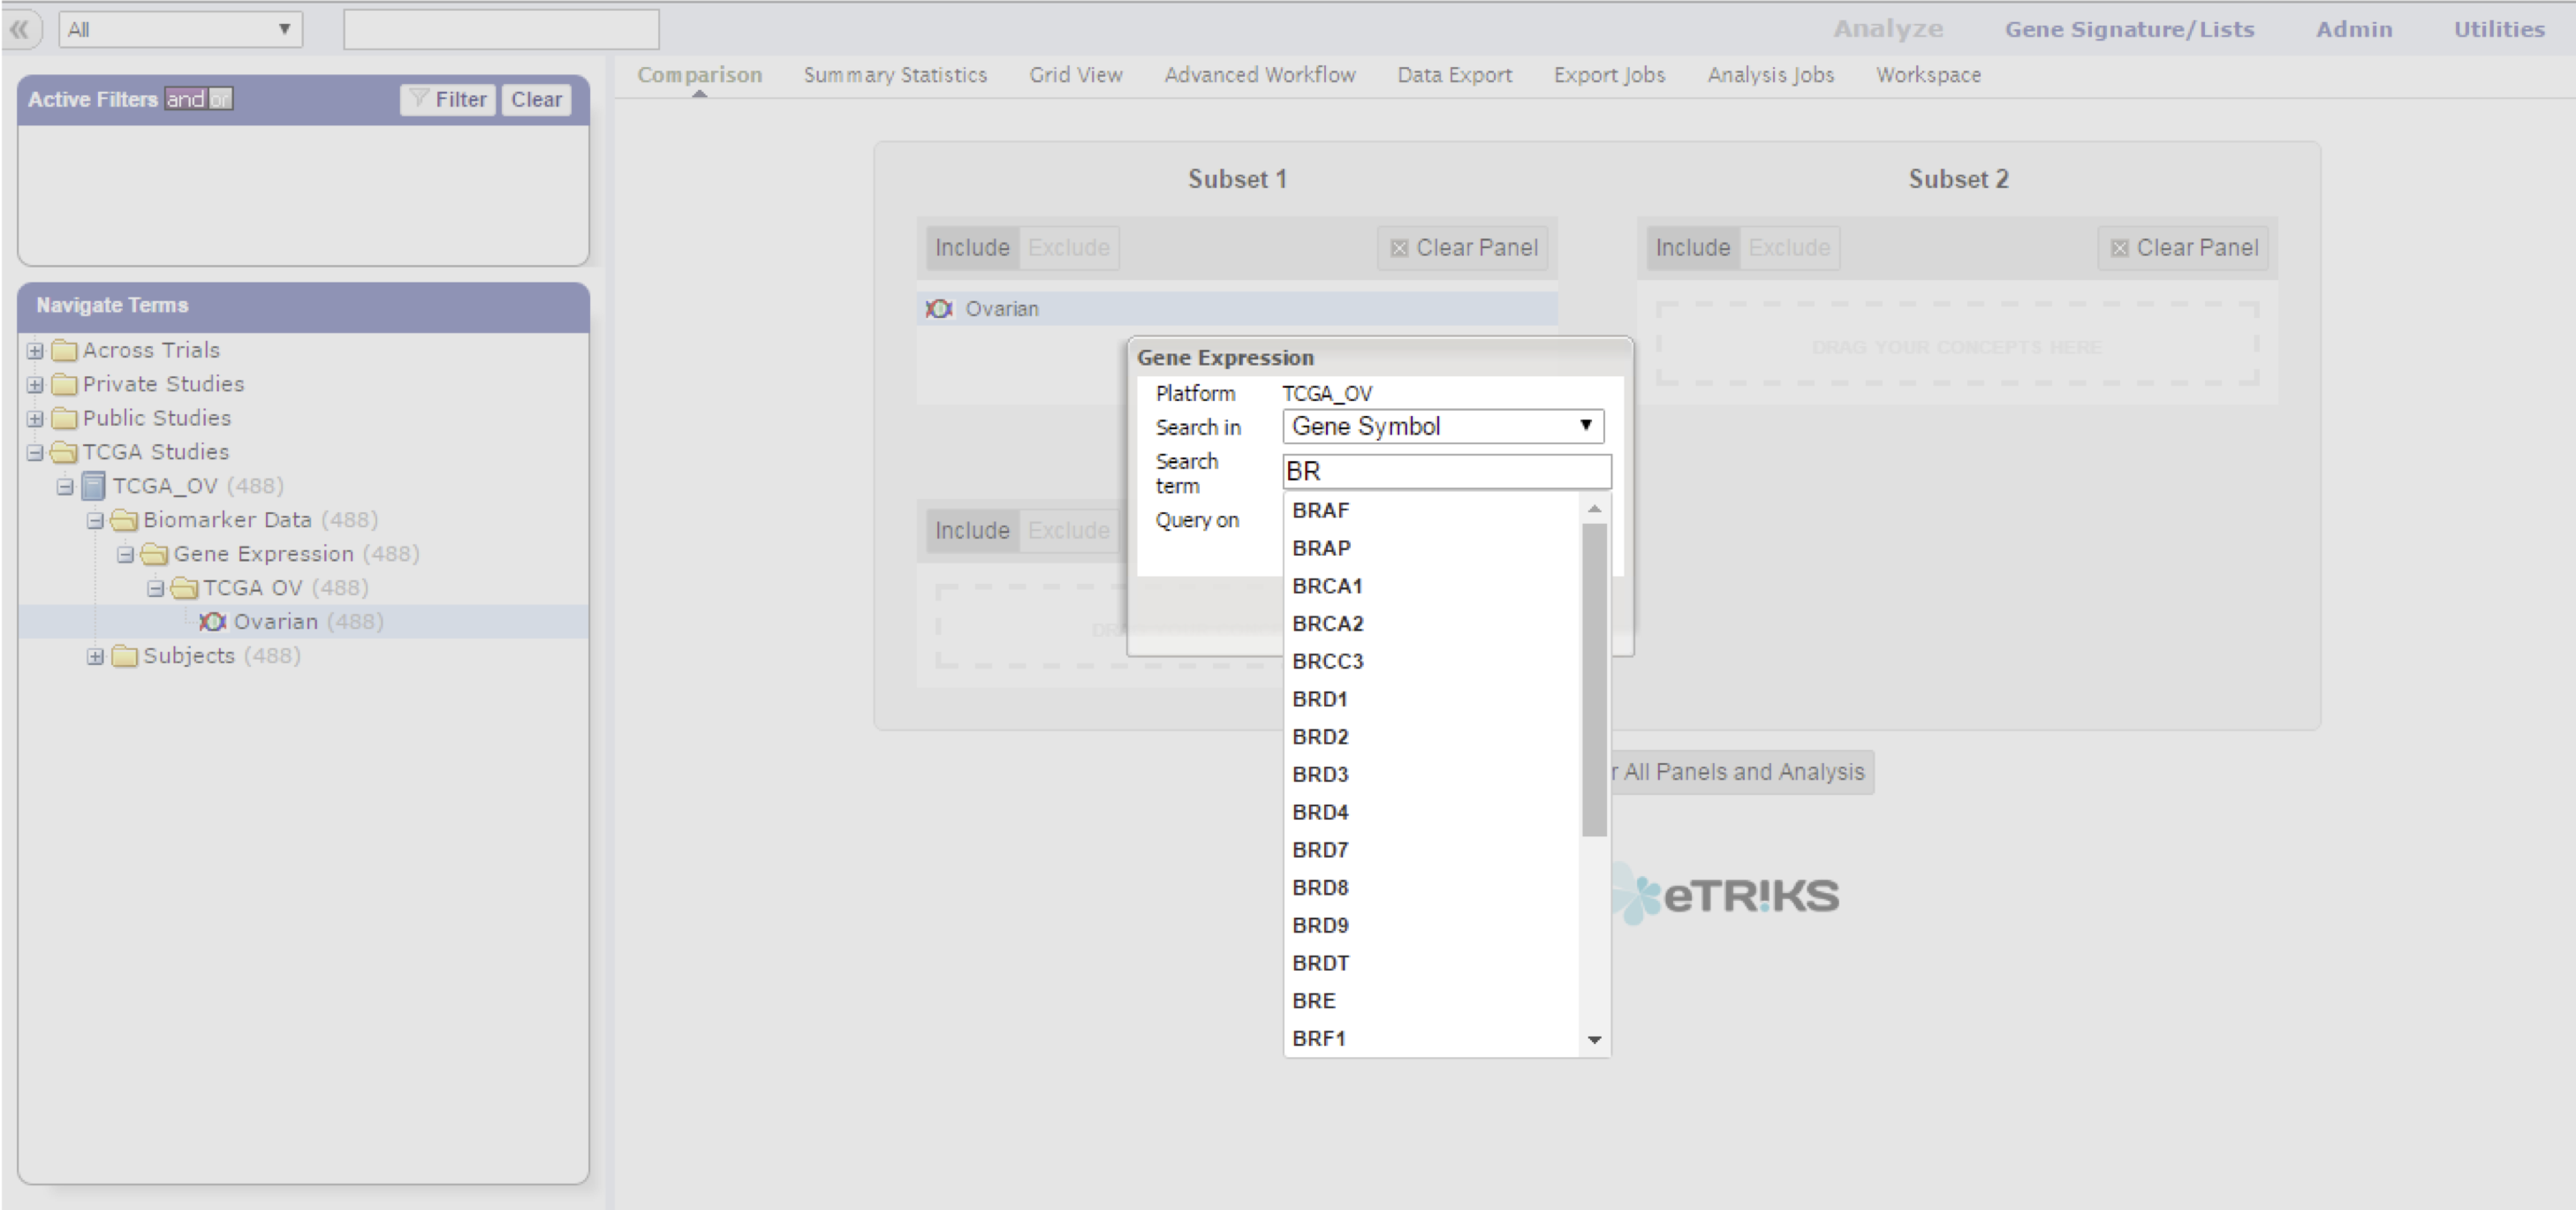 All
Analyze Gene Signature/Lists Admin Utilities
Comparison Summary Statistics Grid View Advanced Workflow Data Export Export Jobs Analysis Jobs Workspace
Active Filters and or Filter Clear
Navigate Terms
Across Trials
Private Studies
Public Studies
TCGA Studies
TCGA_OV (488)
Biomarker Data (488)
Gene Expression (488)
TCGA OV (488)
Ovarian (488)
Subjects (488)
Subset 1
Include Exclude Clear Panel
Ovarian
Include Exclude
Subset 2
Include Exclude Clear Panel
DRAG YOUR CONCEPTS HERE
Gene Expression
Platform TCGA_OV
Search in Gene Symbol
Search term BR
Query on
BRAF
BRAP
BRCA1
BRCA2
BRCC3
BRD1
BRD2
BRD3
BRD4
BRD7
BRD8
BRD9
BRDT
BRE
BRF1
r All Panels and Analysis
eTR!KS